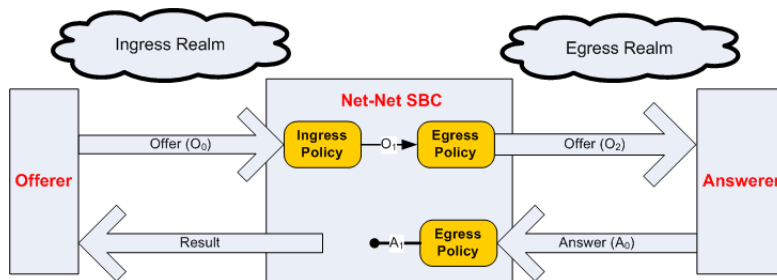 Ingress Realm
Egress Realm
Net-Net SBC
Offerer
Offer (O₀)
Ingress
Policy
O₁
Egress
Policy
Offer (O₂)
Answerer
Result
A₁
Egress
Policy
Answer (A₀)